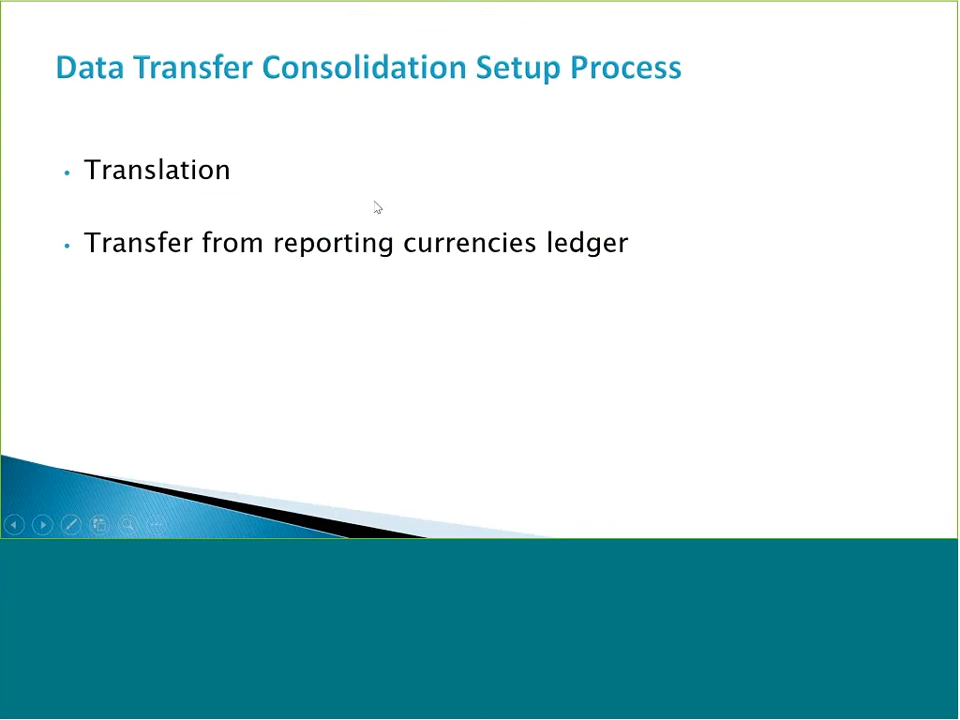 Data Transfer Consolidation Setup Process
• Translation
• Transfer from reporting currencies ledger